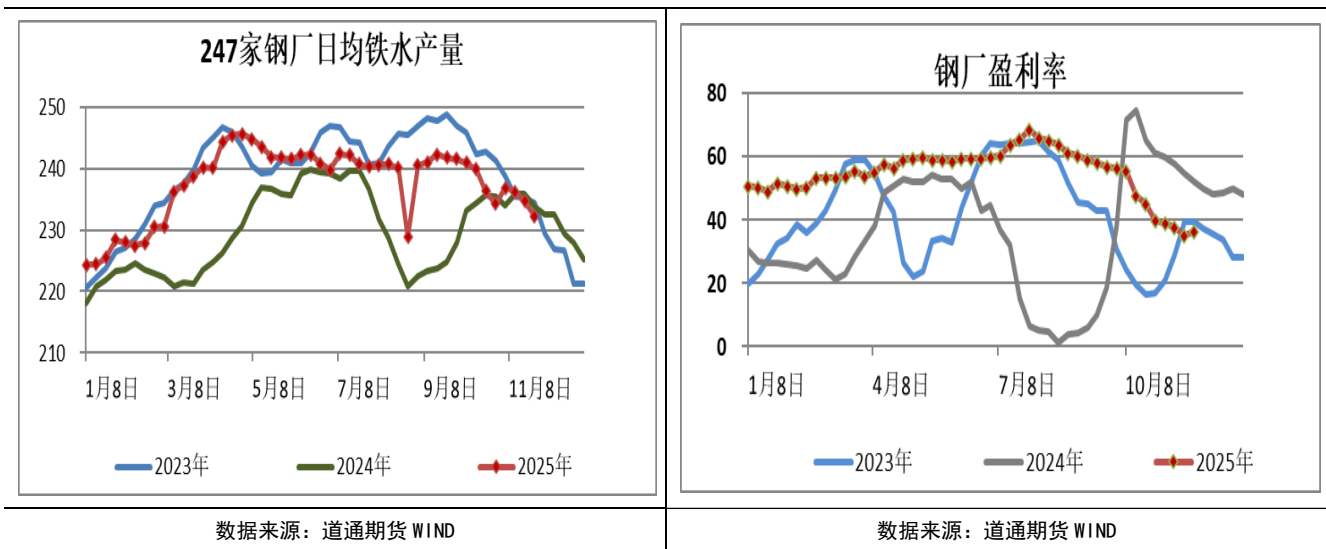 247家钢厂日均铁水产量
250
240
230
220
210
1月8日 3月8日 5月8日 7月8日 9月8日 11月8日
2023年 2024年 2025年
数据来源：道通期货 WIND
钢厂盈利率
80
60
40
20
0
1月8日 4月8日 7月8日 10月8日
2023年 2024年 2025年
数据来源：道通期货 WIND